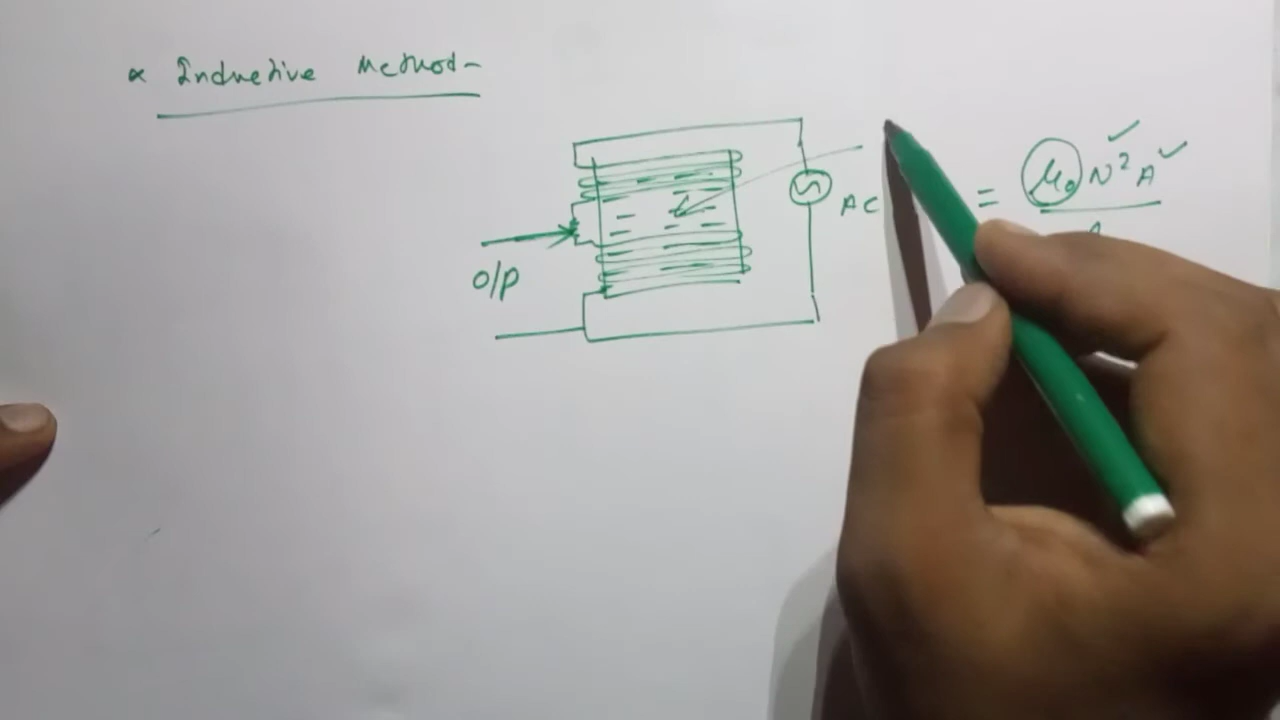 * Inductive Method-
AC
= μ₀ N² A
O/P